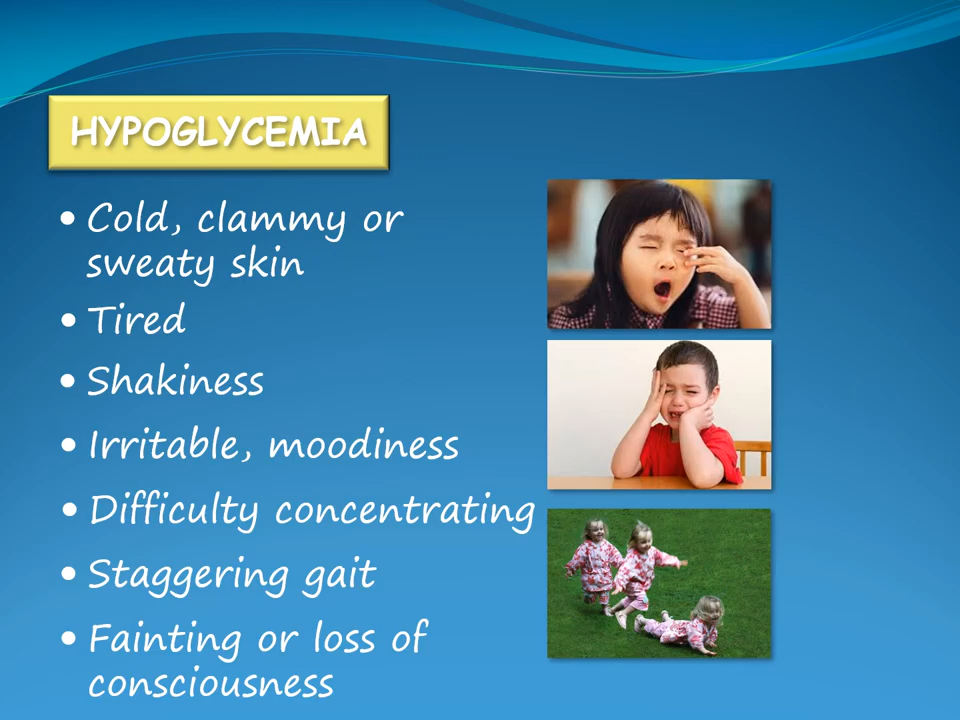 HYPOGLYCEMIA
• Cold, clammy or
sweaty skin
• Tired
• Shakiness
• Irritable, moodiness
• Difficulty concentrating
• Staggering gait
• Fainting or loss of
consciousness